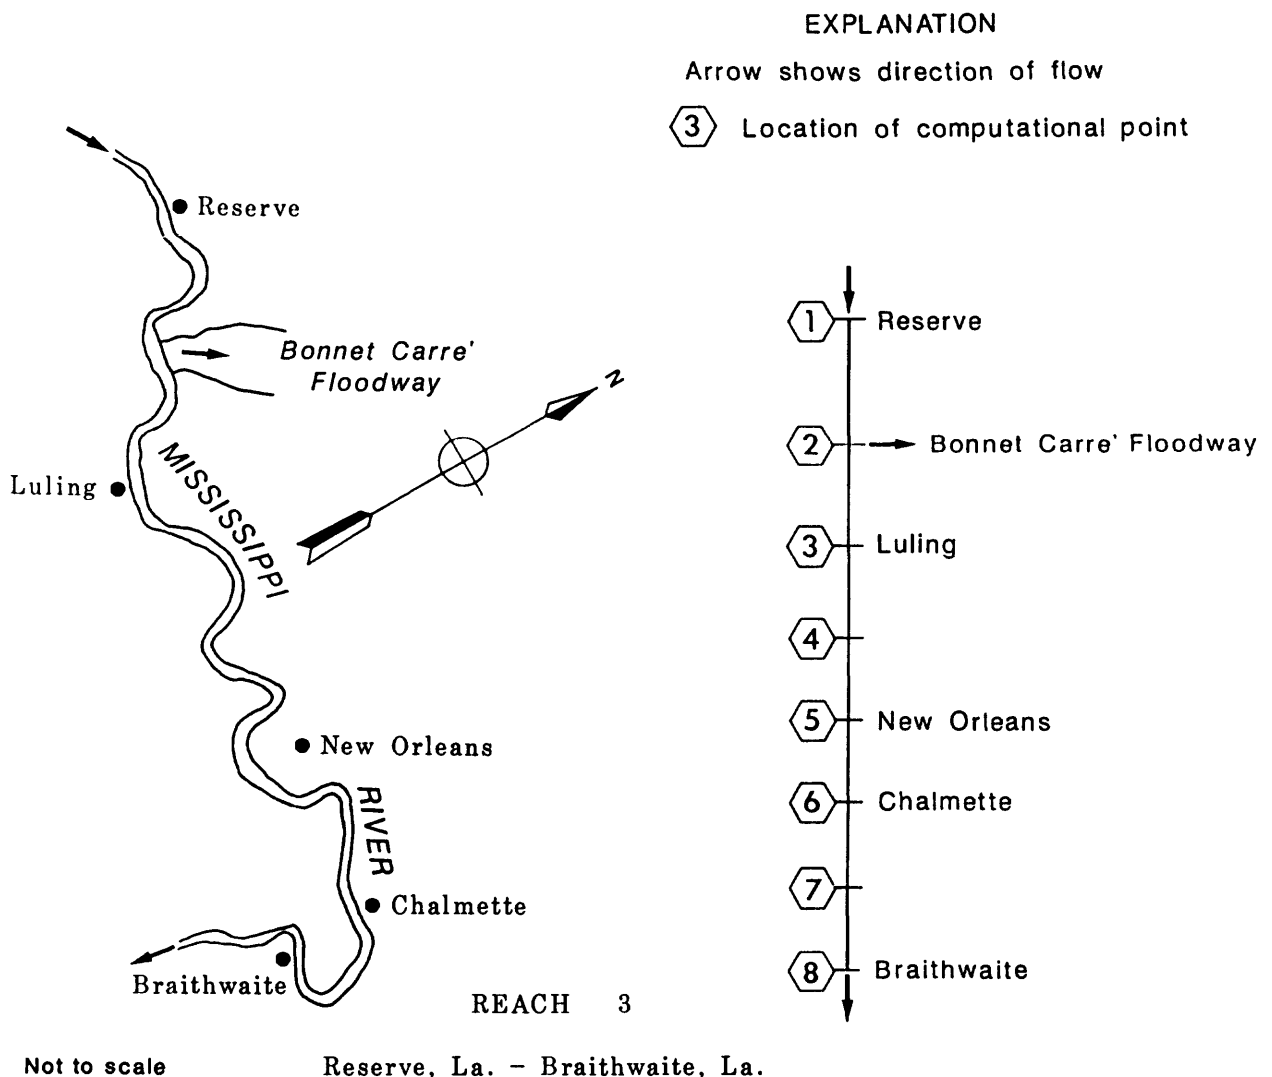 EXPLANATION
Arrow shows direction of flow
3 Location of computational point
Reserve
Bonnet Carre'
Floodway
N
Luling
MISSISSIPPI
New Orleans
RIVER
Chalmette
Braithwaite
1 Reserve
2 Bonnet Carre' Floodway
3 Luling
4
5 New Orleans
6 Chalmette
7
8 Braithwaite
REACH 3
Not to scale
Reserve, La. – Braithwaite, La.